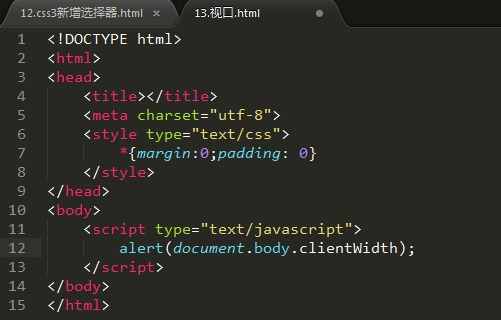 12.css3新增选择器.html × 13.视口.html
1 <!DOCTYPE html>
2 <html>
3 <head>
4     <title></title>
5     <meta charset="utf-8">
6     <style type="text/css">
7         *{margin:0;padding: 0}
8     </style>
9 </head>
10 <body>
11     <script type="text/javascript">
12         alert(document.body.clientWidth);
13     </script>
14 </body>
15 </html>